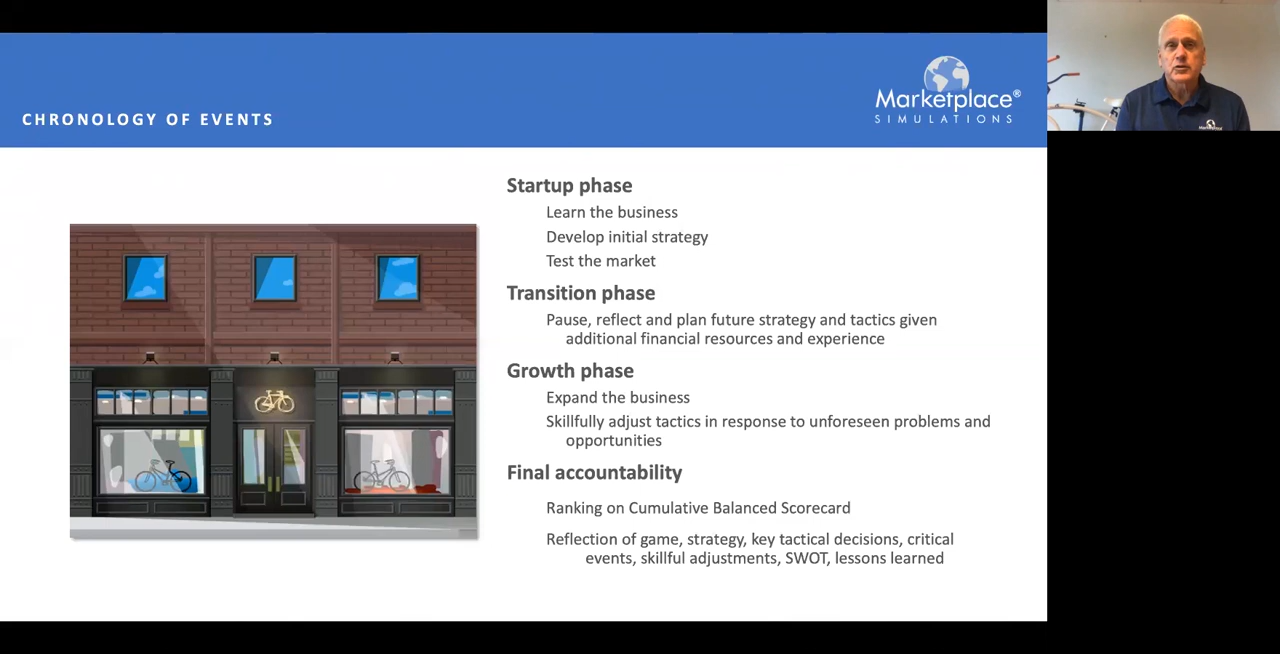 CHRONOLOGY OF EVENTS
Marketplace®
SIMULATIONS
Startup phase
Learn the business
Develop initial strategy
Test the market
Transition phase
Pause, reflect and plan future strategy and tactics given
additional financial resources and experience
Growth phase
Expand the business
Skillfully adjust tactics in response to unforeseen problems and
opportunities
Final accountability
Ranking on Cumulative Balanced Scorecard
Reflection of game, strategy, key tactical decisions, critical
events, skillful adjustments, SWOT, lessons learned
Marketplace